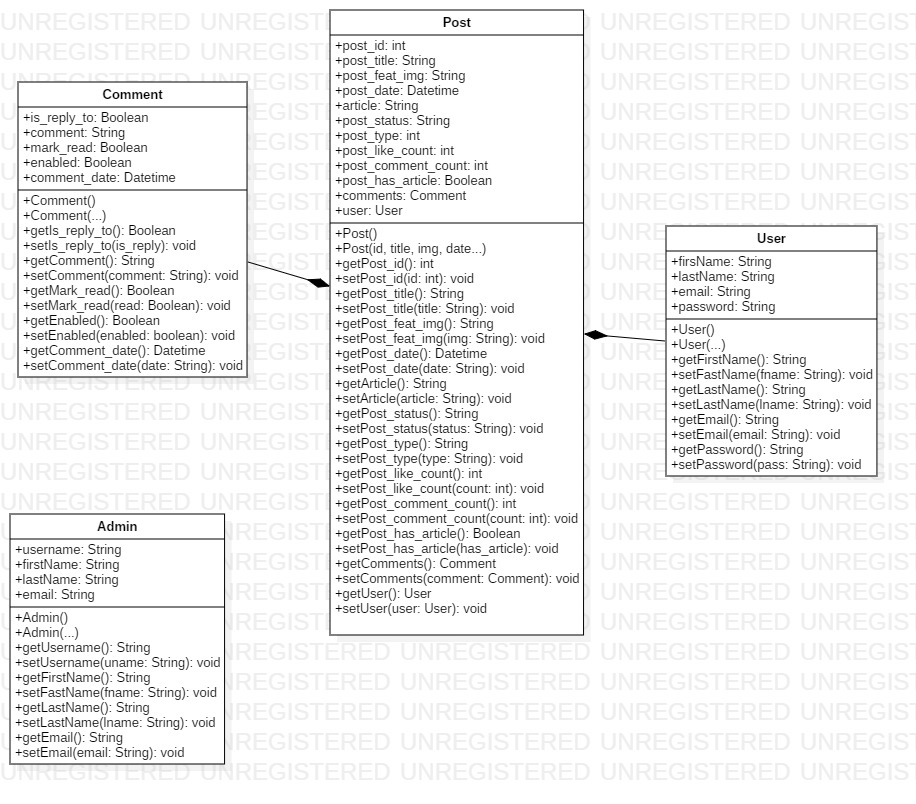 Post
+post_id: int
+post_title: String
+post_feat_img: String
+post_date: Datetime
+article: String
+post_status: String
+post_type: int
+post_like_count: int
+post_comment_count: int
+post_has_article: Boolean
+comments: Comment
+user: User
+Post()
+Post(id, title, img, date...)
+getPost_id(): int
+setPost_id(id: int): void
+getPost_title(): String
+setPost_title(title: String): void
+getPost_feat_img(): String
+setPost_feat_img(img: String): void
+getPost_date(): Datetime
+setPost_date(date: String): void
+getArticle(): String
+setArticle(article: String): void
+getPost_status(): String
+setPost_status(status: String): void
+getPost_type(): String
+setPost_type(type: String): void
+getPost_like_count(): int
+setPost_like_count(count: int): void
+getPost_comment_count(): int
+setPost_comment_count(count: int): void
+getPost_has_article(): Boolean
+setPost_has_article(has_article): void
+getComments(): Comment
+setComments(comment: Comment): void
+getUser(): User
+setUser(user: User): void
Comment
+is_reply_to: Boolean
+comment: String
+mark_read: Boolean
+enabled: Boolean
+comment_date: Datetime
+Comment()
+Comment(...)
+getIs_reply_to(): Boolean
+setIs_reply_to(is_reply): void
+getComment(): String
+setComment(comment: String): void
+getMark_read(): Boolean
+setMark_read(read: Boolean): void
+getEnabled(): Boolean
+setEnabled(enabled: boolean): void
+getComment_date(): Datetime
+setComment_date(date: String): void
User
+firsName: String
+lastName: String
+email: String
+password: String
+User()
+User(...)
+getFirstName(): String
+setFastName(fname: String): void
+getLastName(): String
+setLastName(lname: String): void
+getEmail(): String
+setEmail(email: String): void
+getPassword(): String
+setPassword(pass: String): void
Admin
+username: String
+firstName: String
+lastName: String
+email: String
+Admin()
+Admin(...)
+getUsername(): String
+setUsername(uname: String): void
+getFirstName(): String
+setFastName(fname: String): void
+getLastName(): String
+setLastName(lname: String): void
+getEmail(): String
+setEmail(email: String): void
UNREGISTERED